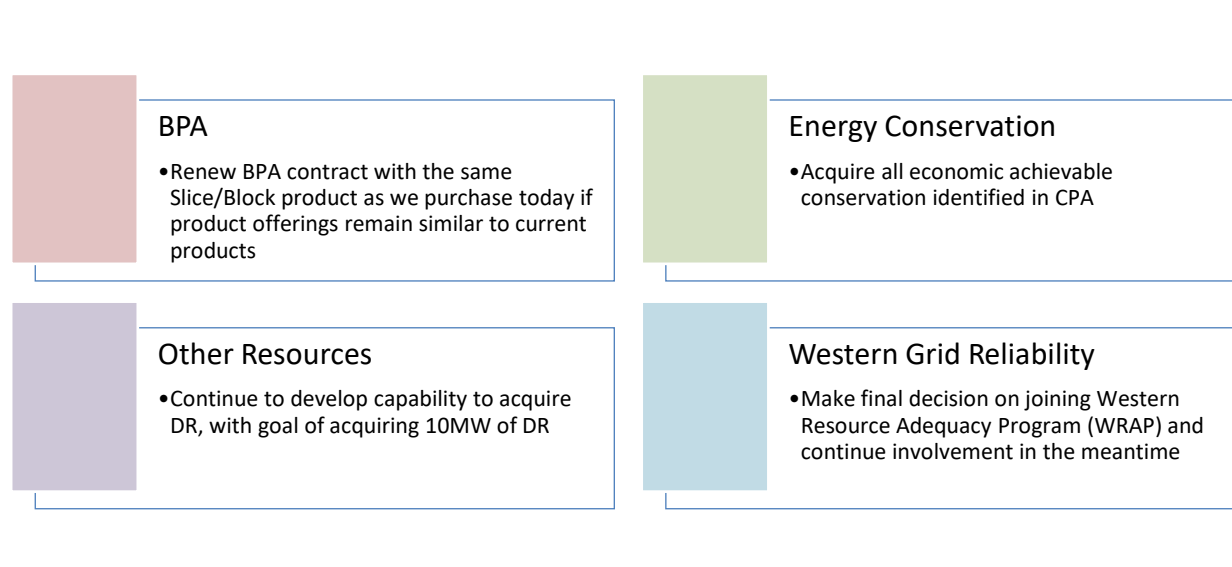 BPA
•Renew BPA contract with the same
Slice/Block product as we purchase today if
product offerings remain similar to current
products
Energy Conservation
•Acquire all economic achievable
conservation identified in CPA
Other Resources
•Continue to develop capability to acquire
DR, with goal of acquiring 10MW of DR
Western Grid Reliability
•Make final decision on joining Western
Resource Adequacy Program (WRAP) and
continue involvement in the meantime